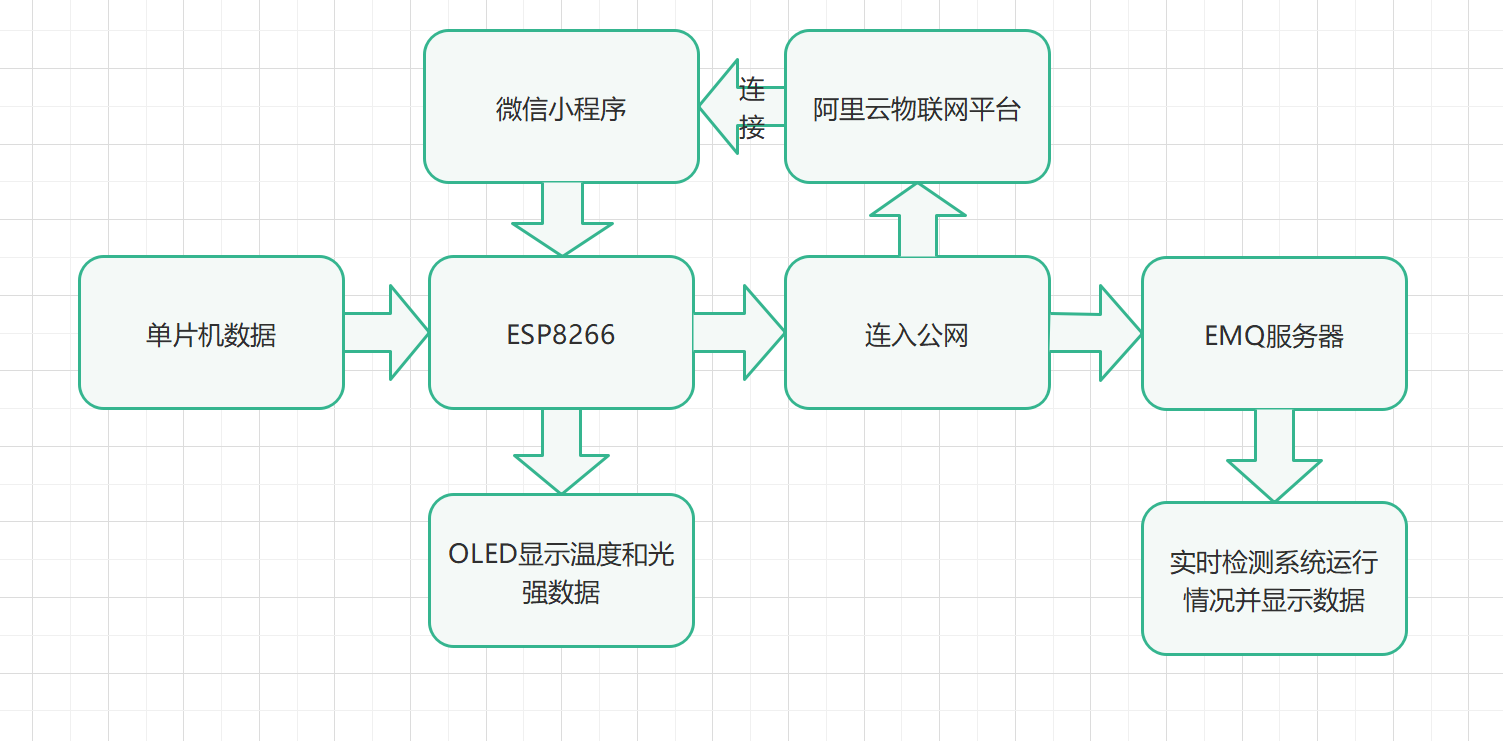 微信小程序
连
接
阿里云物联网平台
单片机数据
ESP8266
连入公网
EMQ服务器
OLED显示温度和光
强数据
实时检测系统运行
情况并显示数据